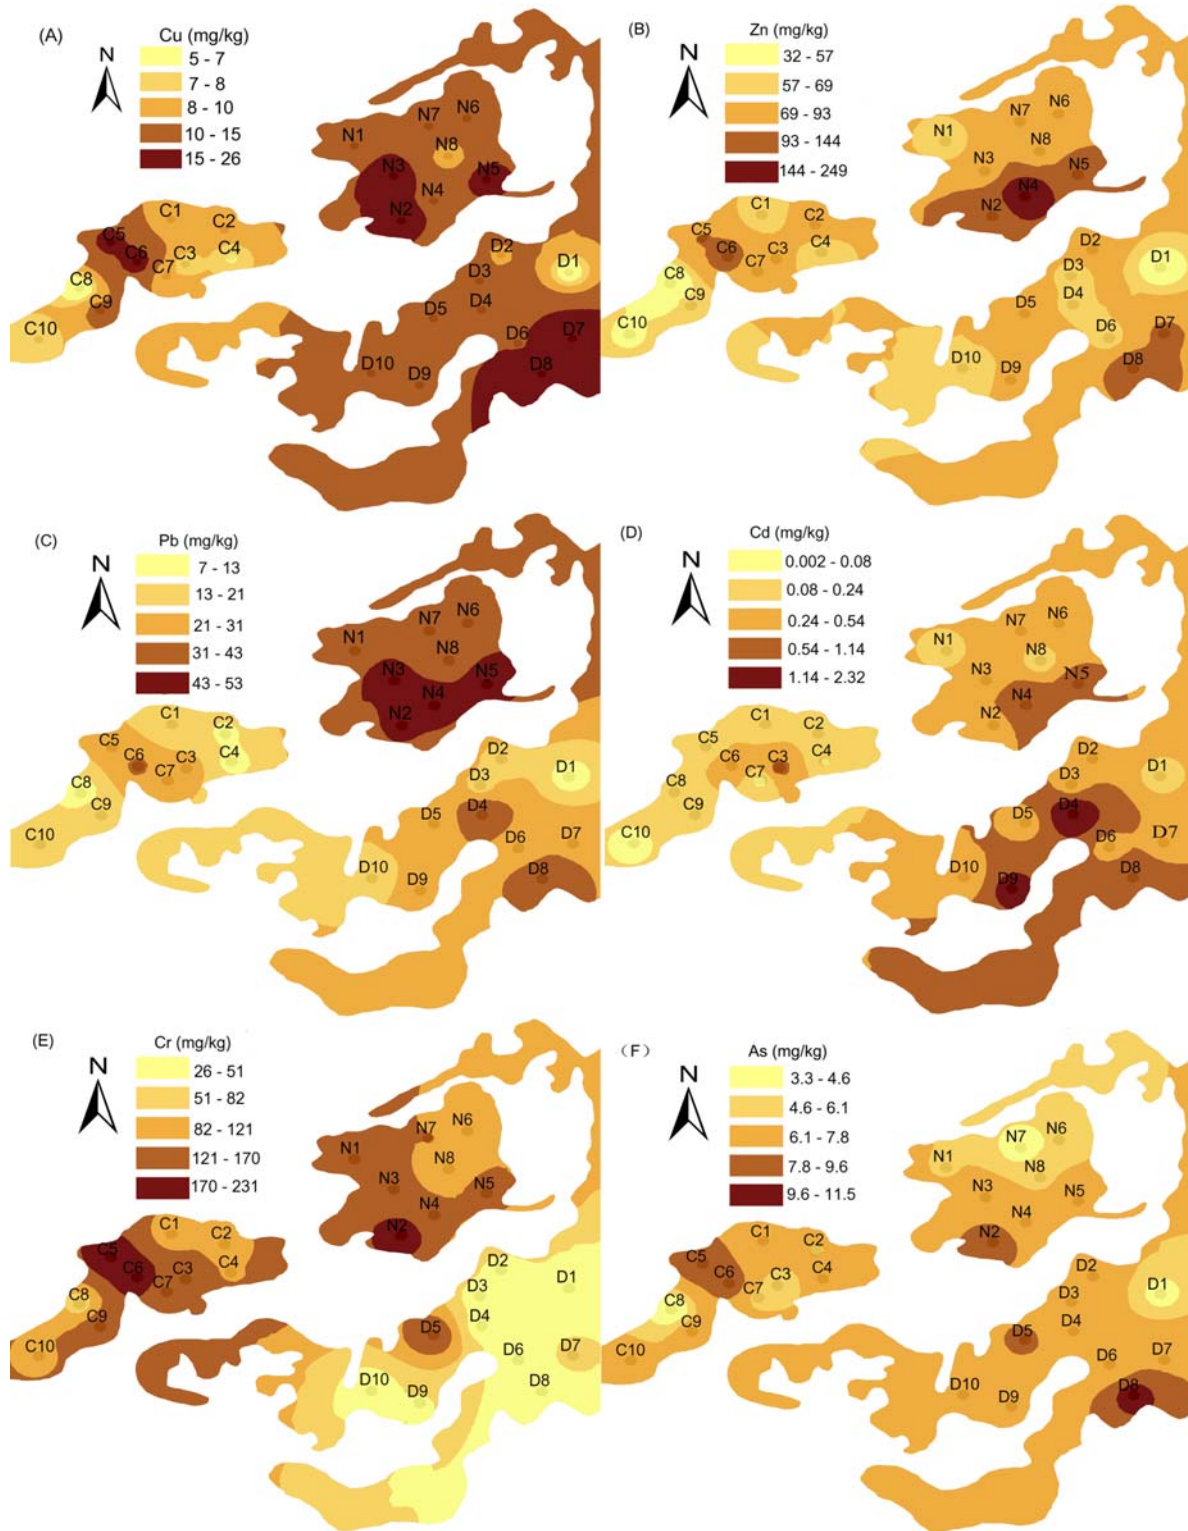 (A)
N
Cu (mg/kg)
5 - 7
7 - 8
8 - 10
10 - 15
15 - 26
N1
N7
N6
N8
N3
N5
N4
N2
C1
C2
C5
C6
C3
C4
C7
C8
C9
C10
D2
D1
D3
D4
D5
D6
D7
D8
D10
D9
(B)
N
Zn (mg/kg)
32 - 57
57 - 69
69 - 93
93 - 144
144 - 249
N1
N7
N6
N8
N3
N5
N4
N2
C1
C2
C5
C6
C3
C4
C7
C8
C9
C10
D2
D1
D3
D4
D5
D6
D7
D8
D10
D9
(C)
N
Pb (mg/kg)
7 - 13
13 - 21
21 - 31
31 - 43
43 - 53
N1
N7
N6
N8
N3
N5
N4
N2
C1
C2
C5
C6
C3
C4
C7
C8
C9
C10
D2
D1
D3
D4
D5
D6
D7
D8
D10
D9
(D)
N
Cd (mg/kg)
0.002 - 0.08
0.08 - 0.24
0.24 - 0.54
0.54 - 1.14
1.14 - 2.32
N1
N7
N6
N8
N3
N5
N4
N2
C1
C2
C5
C6
C3
C4
C7
C8
C9
C10
D2
D1
D3
D4
D5
D6
D7
D8
D10
D9
(E)
N
Cr (mg/kg)
26 - 51
51 - 82
82 - 121
121 - 170
170 - 231
N1
N7
N6
N8
N3
N5
N4
N2
C1
C2
C5
C6
C3
C4
C7
C8
C9
C10
D2
D1
D3
D4
D5
D6
D7
D8
D10
D9
（F）
N
As (mg/kg)
3.3 - 4.6
4.6 - 6.1
6.1 - 7.8
7.8 - 9.6
9.6 - 11.5
N1
N7
N6
N8
N3
N5
N4
N2
C1
C2
C5
C6
C3
C4
C7
C8
C9
C10
D2
D1
D3
D4
D5
D6
D7
D8
D10
D9